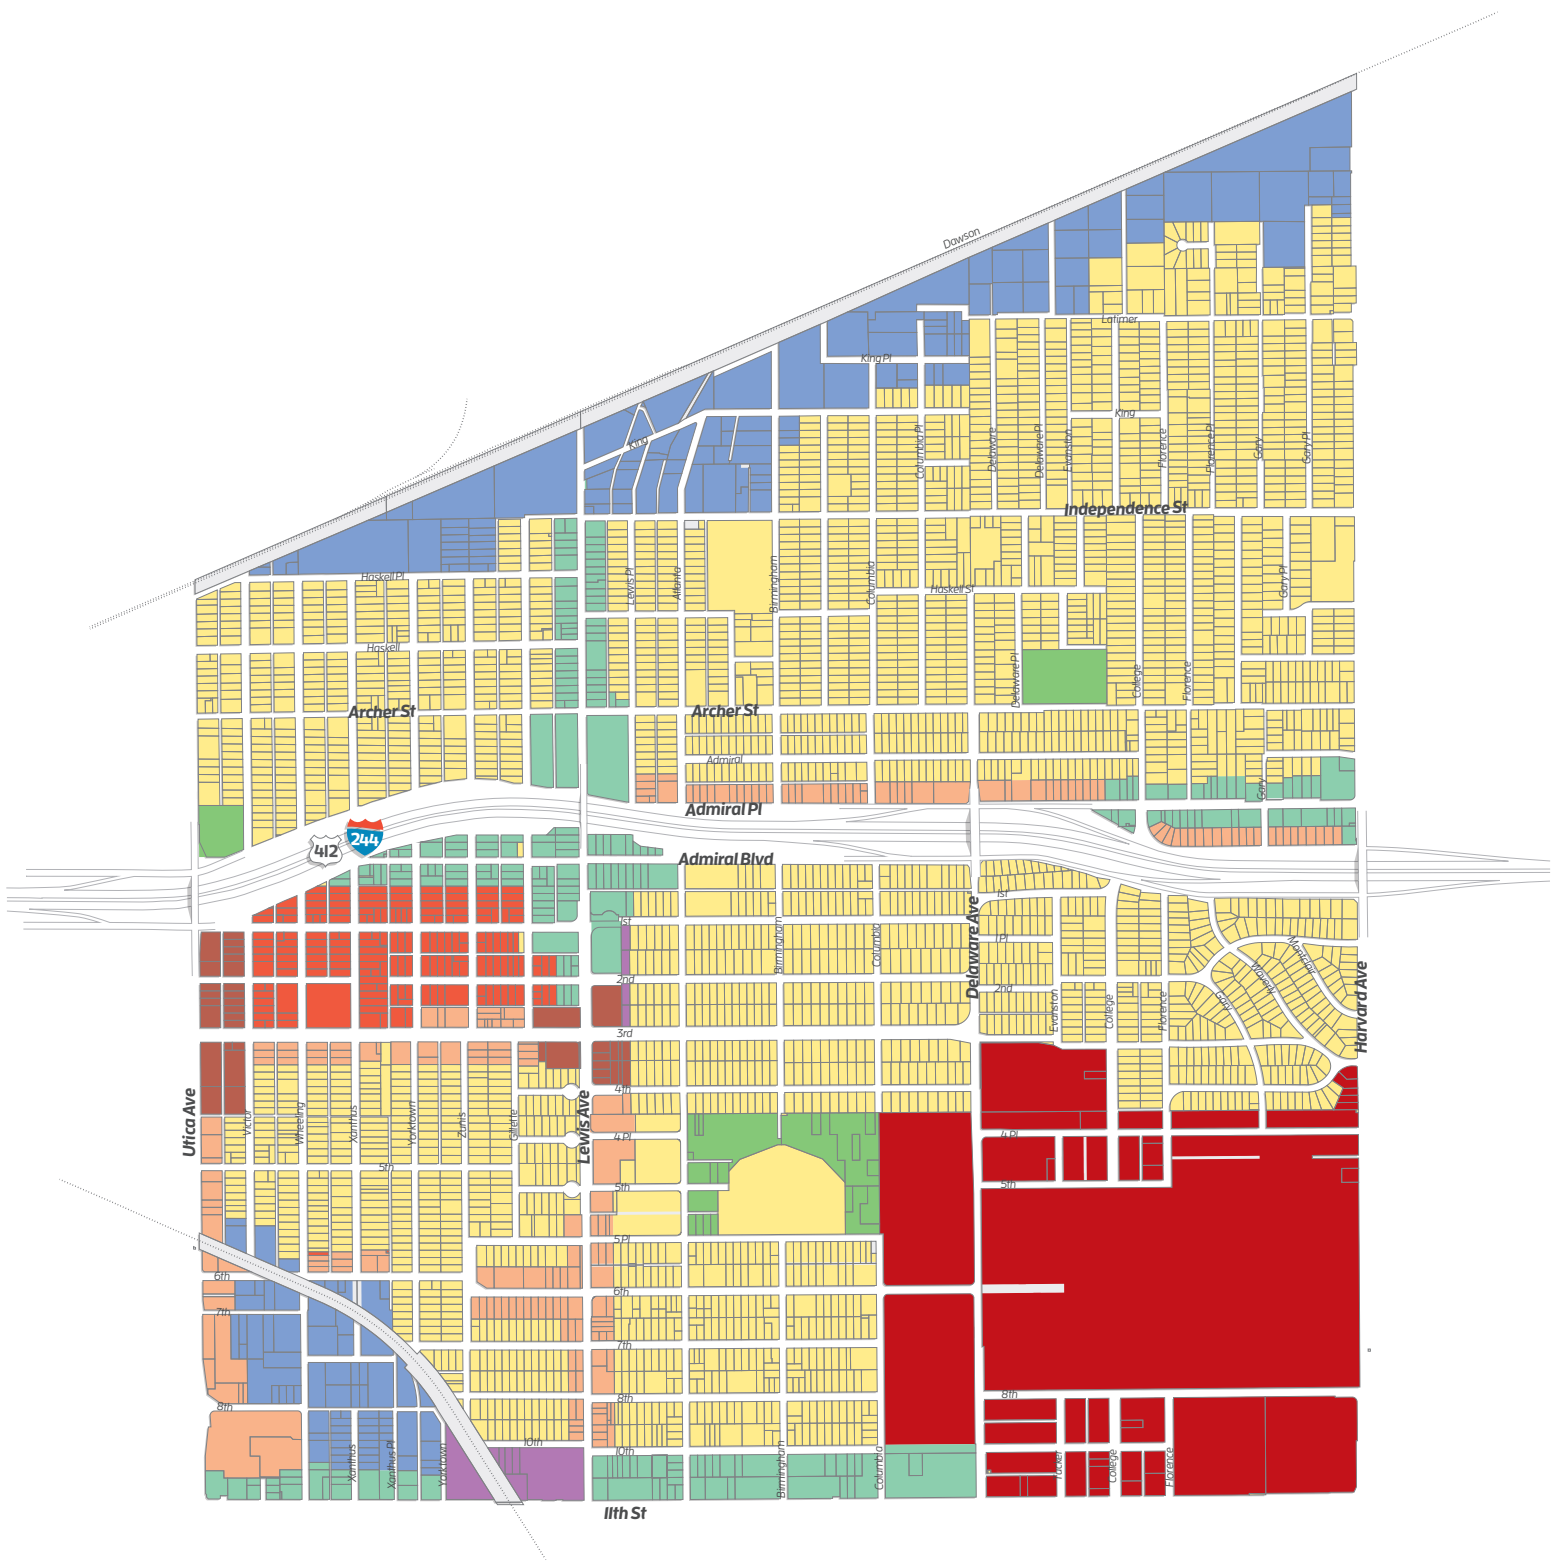 Dawson
Latimer
King Pl
King
King
Columbia Pl
Delaware
Delaware Pl
Evanston
Florence
Florence Pl
Gary
Gary Pl
Independence St
Haskell Pl
Lewis Pl
Atlanta
Birmingham
Columbia
Haskell St
Gary Pl
Haskell
Delaware Pl
College
Florence
Archer St
Archer St
Admiral
Gary
Admiral Pl
244
412
Admiral Blvd
1st
1st
Birmingham
Columbia
Delaware Ave
1 Pl
Montclair
Waverly
Gary
Harvard Ave
2nd
2nd
Evanston
College
Florence
3rd
4th
Utica Ave
Victor
Wheeling
Xanthus
Yorktown
Zunis
Gillette
Lewis Ave
4 Pl
4 Pl
5th
5th
5th
5 Pl
6th
6th
7th
7th
8th
8th
8th
10th
10th
Xanthus
Xanthus Pl
Yorktown
Birmingham
Columbia
Tucker
College
Florence
11th St